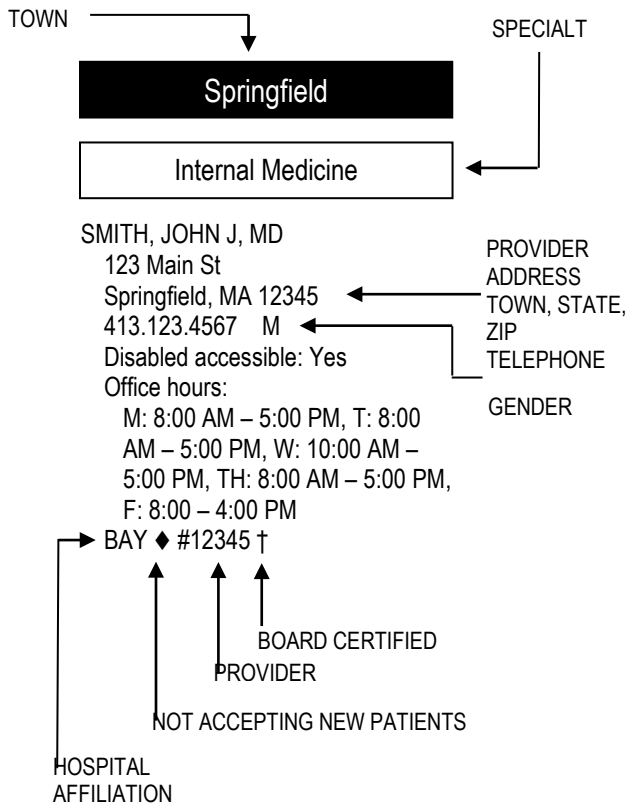 TOWN
SPECIALT
Springfield
Internal Medicine
SMITH, JOHN J, MD
123 Main St
Springfield, MA 12345
413.123.4567 M
Disabled accessible: Yes
Office hours:
M: 8:00 AM – 5:00 PM, T: 8:00
AM – 5:00 PM, W: 10:00 AM –
5:00 PM, TH: 8:00 AM – 5:00 PM,
F: 8:00 – 4:00 PM
BAY ♦ #12345 †
PROVIDER
ADDRESS
TOWN, STATE,
ZIP
TELEPHONE
GENDER
BOARD CERTIFIED
PROVIDER
NOT ACCEPTING NEW PATIENTS
HOSPITAL
AFFILIATION